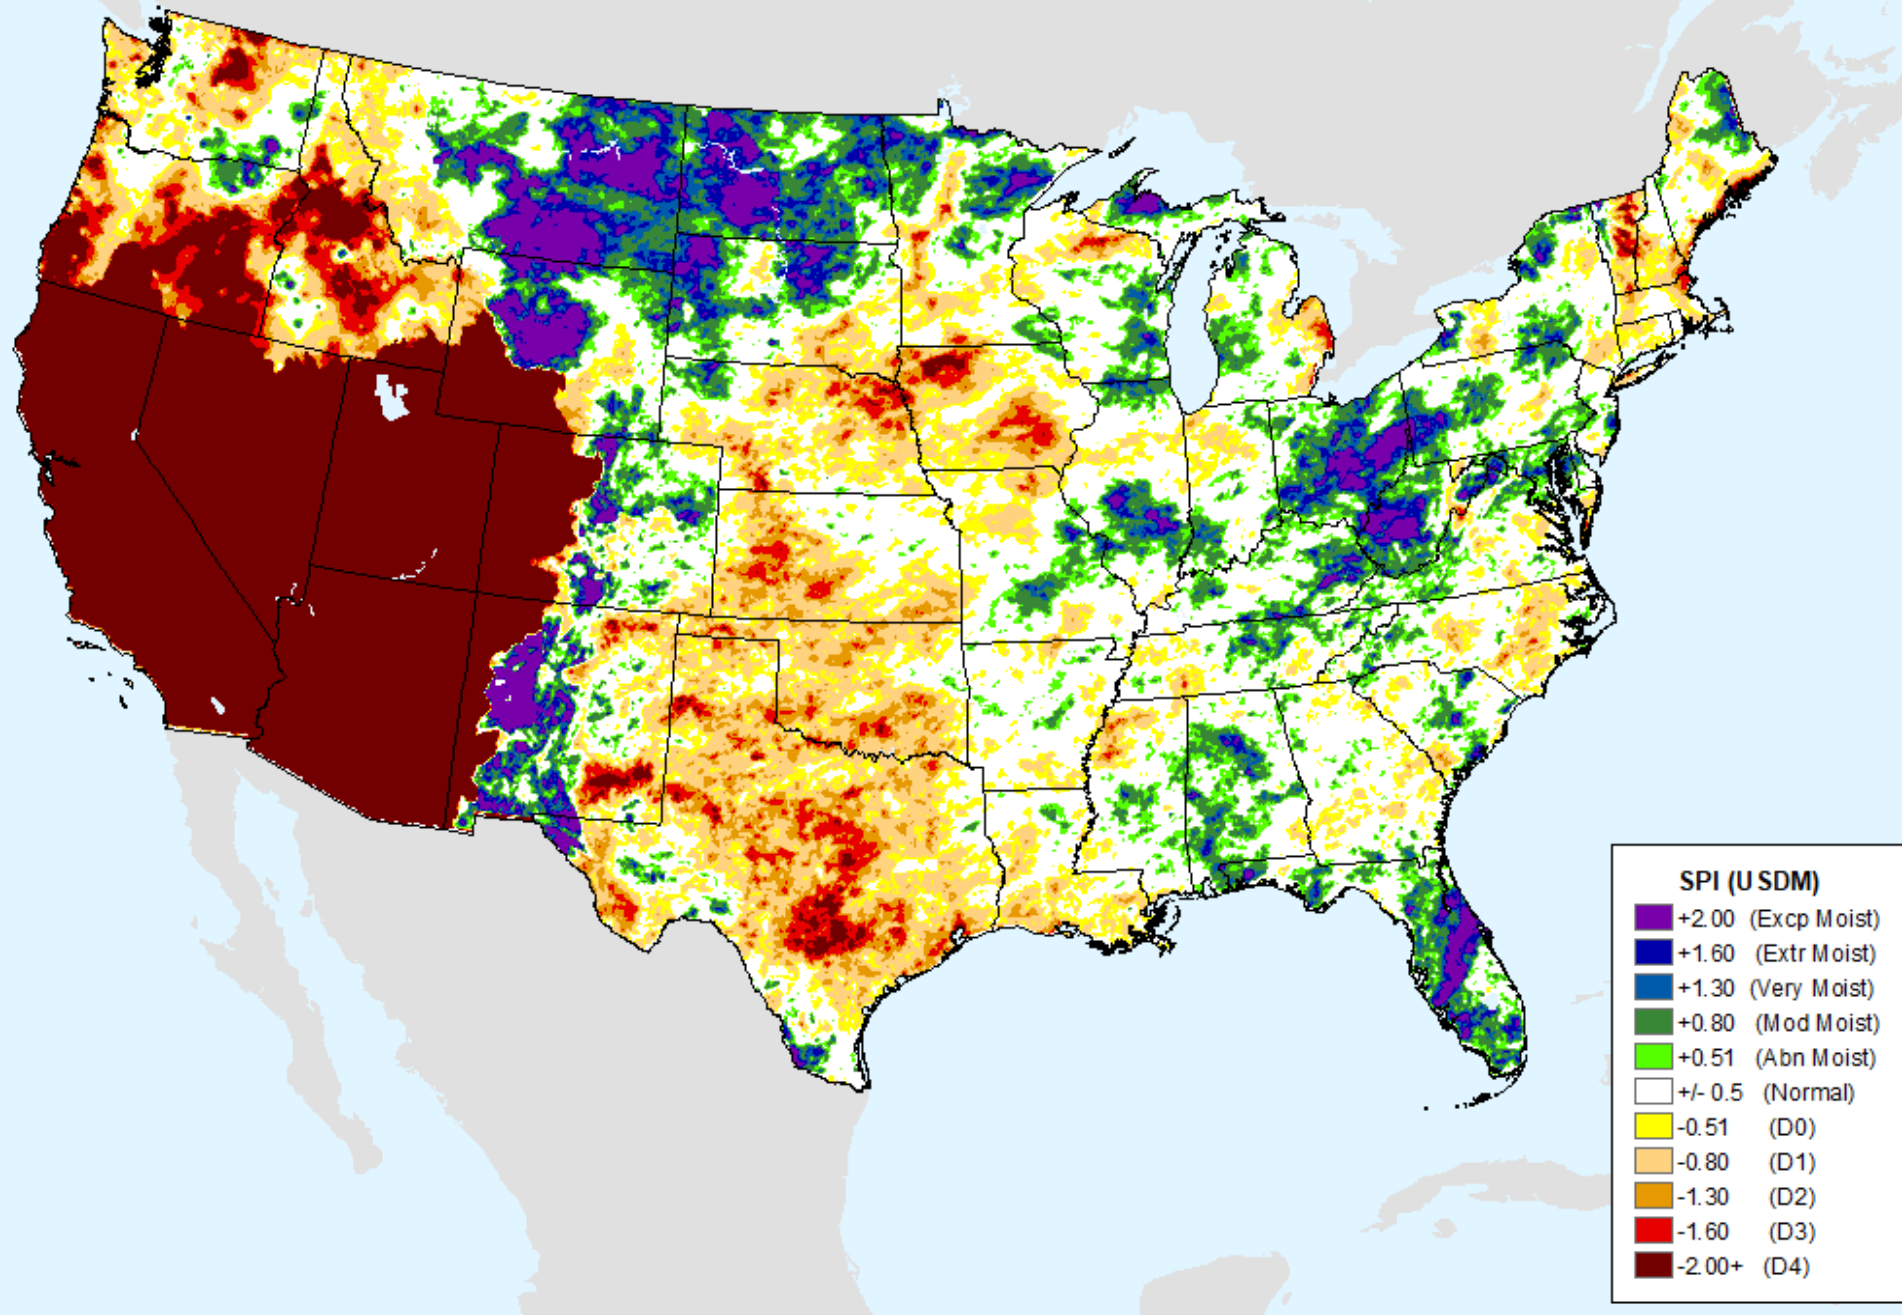 SPI (USDM)
+2.00 (Excp Moist)
+1.60 (Extr Moist)
+1.30 (Very Moist)
+0.80 (Mod Moist)
+0.51 (Abn Moist)
+/- 0.5 (Normal)
-0.51 (D0)
-0.80 (D1)
-1.30 (D2)
-1.60 (D3)
-2.00+ (D4)